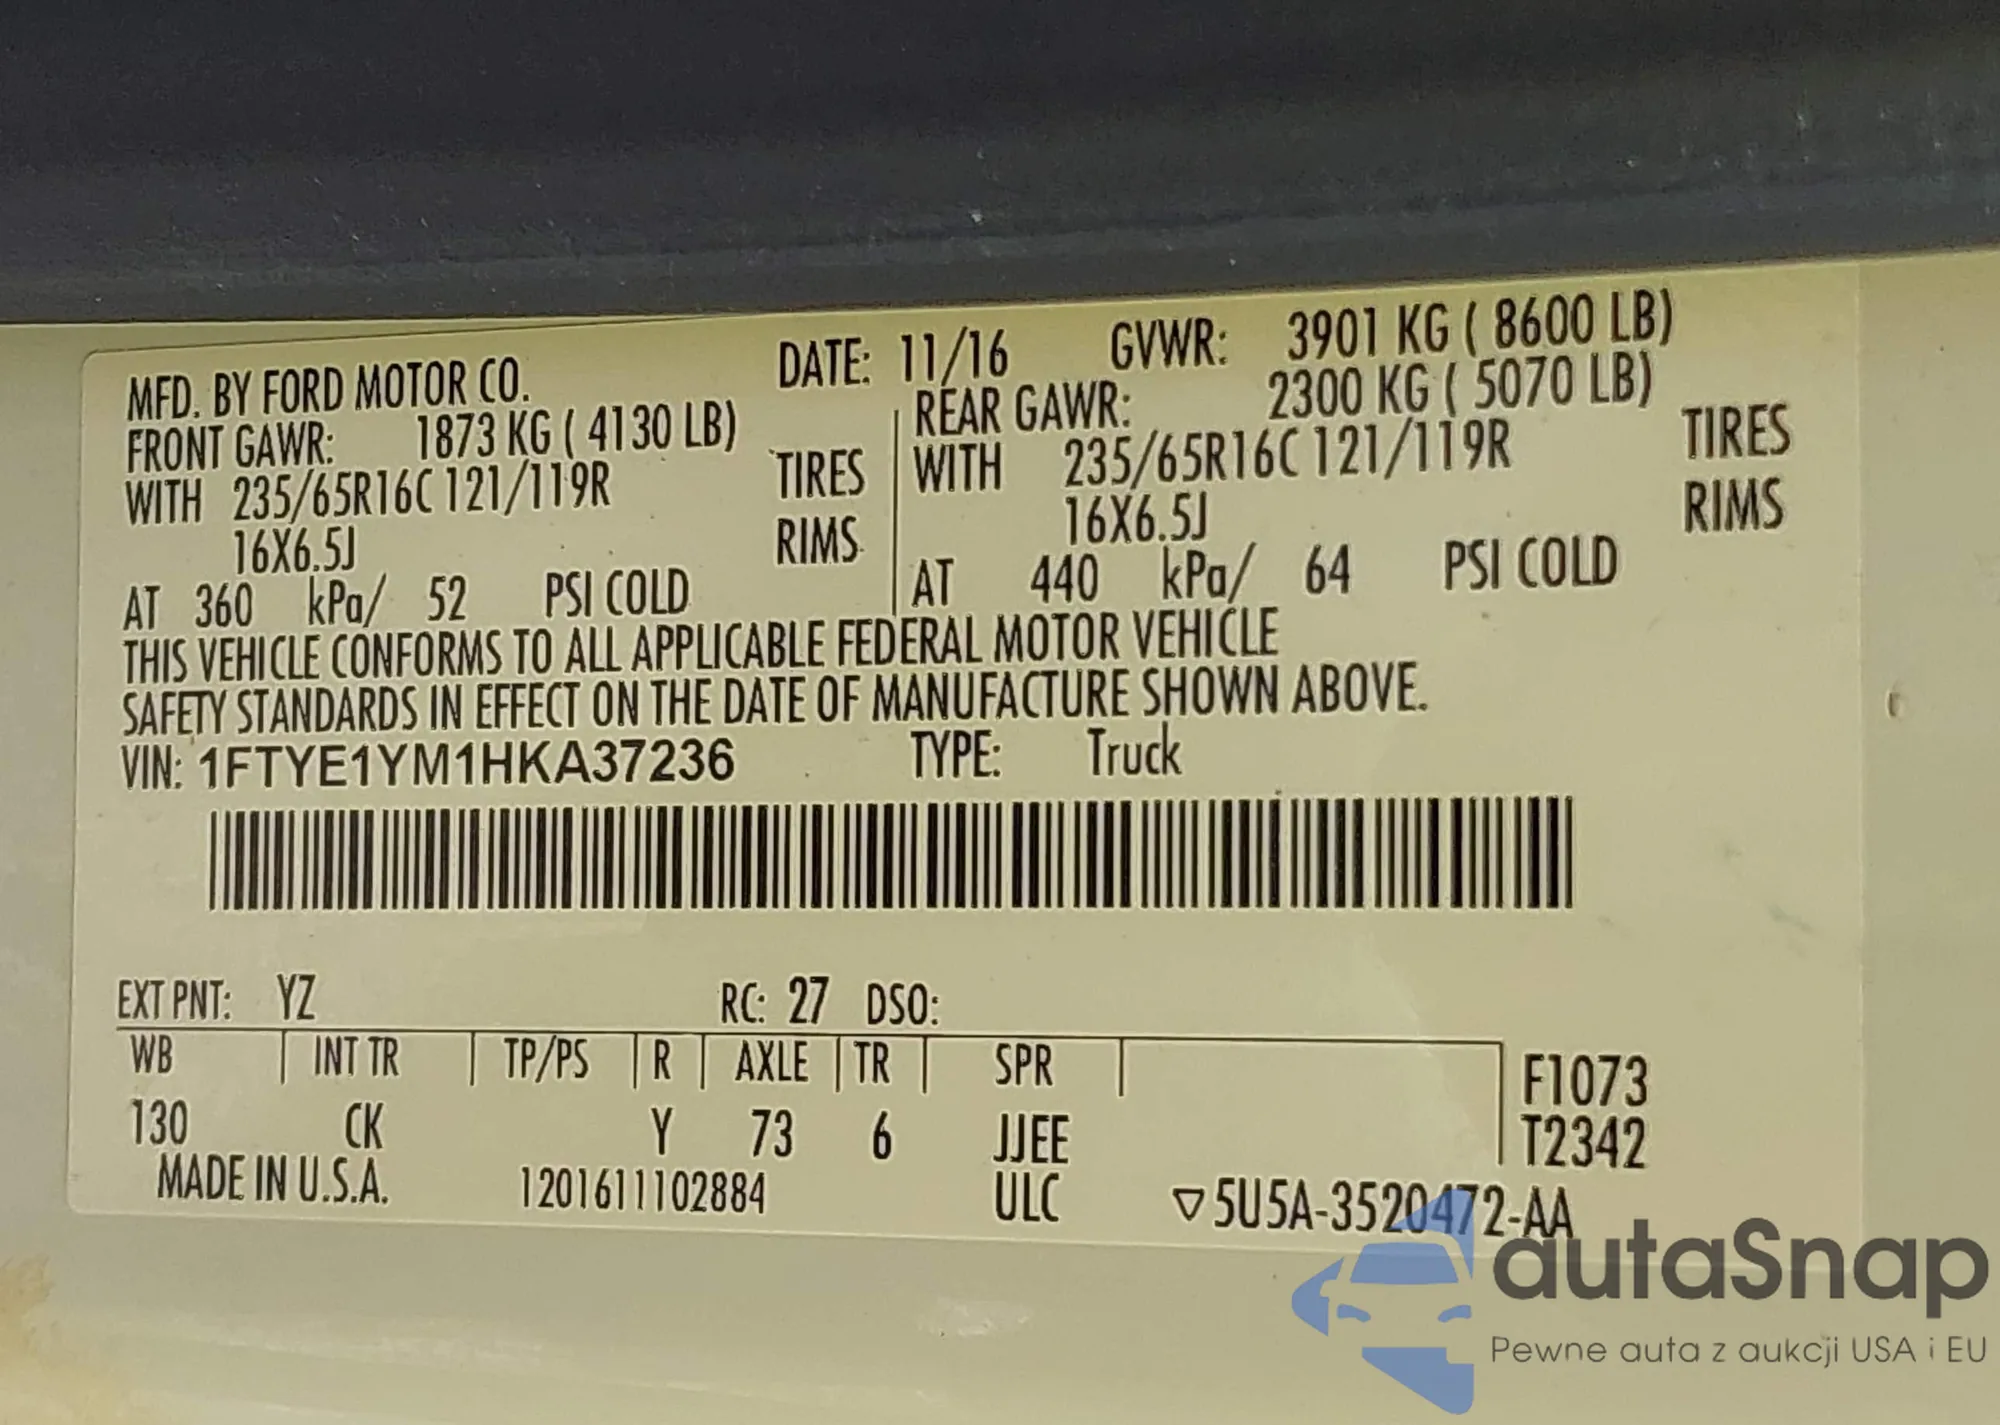 MFD. BY FORD MOTOR CO. DATE: 11/16 GVWR: 3901 KG ( 8600 LB)
FRONT GAWR: 1873 KG ( 4130 LB) REAR GAWR: 2300 KG ( 5070 LB)
WITH 235/65R16C 121/119R TIRES WITH 235/65R16C 121/119R TIRES
16X6.5J RIMS 16X6.5J RIMS
AT 360 kPa/ 52 PSI COLD AT 440 kPa/ 64 PSI COLD
THIS VEHICLE CONFORMS TO ALL APPLICABLE FEDERAL MOTOR VEHICLE
SAFETY STANDARDS IN EFFECT ON THE DATE OF MANUFACTURE SHOWN ABOVE.
VIN: 1FTYE1YM1HKA37236 TYPE: Truck
EXT PNT: YZ RC: 27 DSO:
WB INT TR TP/PS R AXLE TR SPR F1073
130 CK Y 73 6 JJEE T2342
MADE IN U.S.A. 1201611102884 ULC ▽5U5A-3520472-AA
autaSnap
Pewne auta z aukcji USA i EU